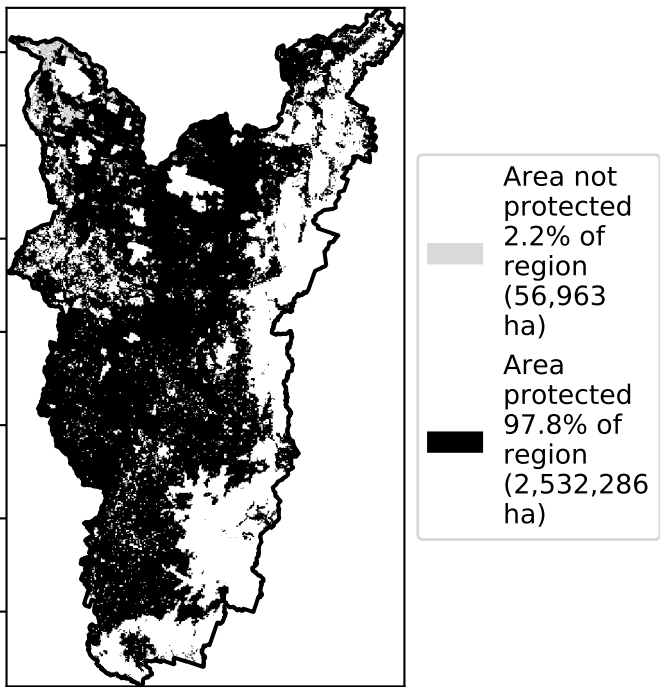 Area not
protected
2.2% of
region
(56,963
ha)
Area
protected
97.8% of
region
(2,532,286
ha)